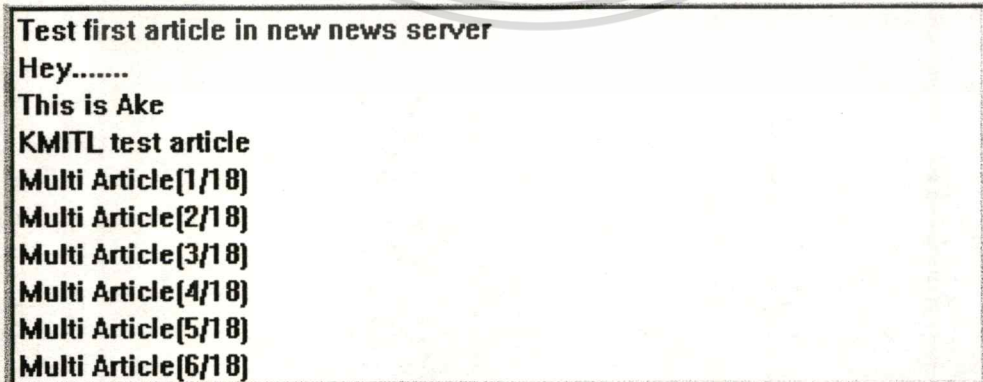 Test first article in new news server
Hey.......
This is Ake
KMITL test article
Multi Article(1/18)
Multi Article(2/18)
Multi Article(3/18)
Multi Article(4/18)
Multi Article(5/18)
Multi Article(6/18)